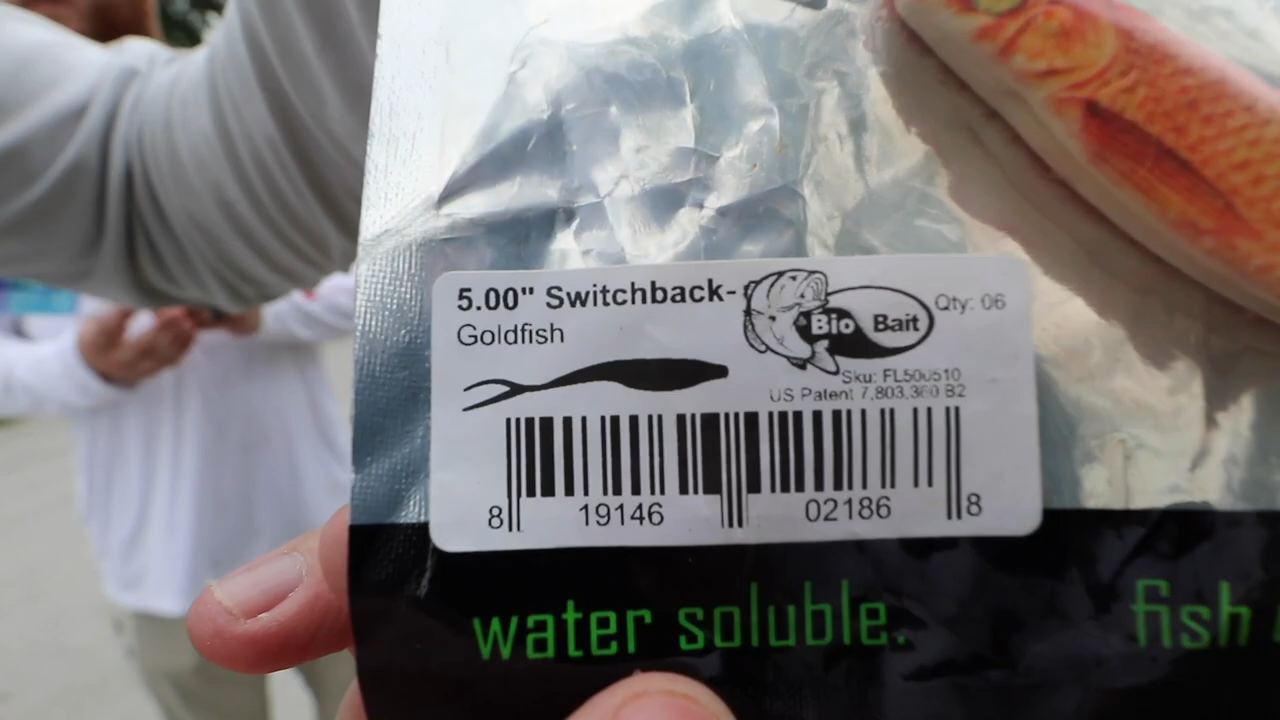 5.00" Switchback-
Goldfish
Bio Bait
Qty: 06
Sku: FL500510
US Patent 7,803,360 B2
8 19146 02186 8
water soluble.
fish